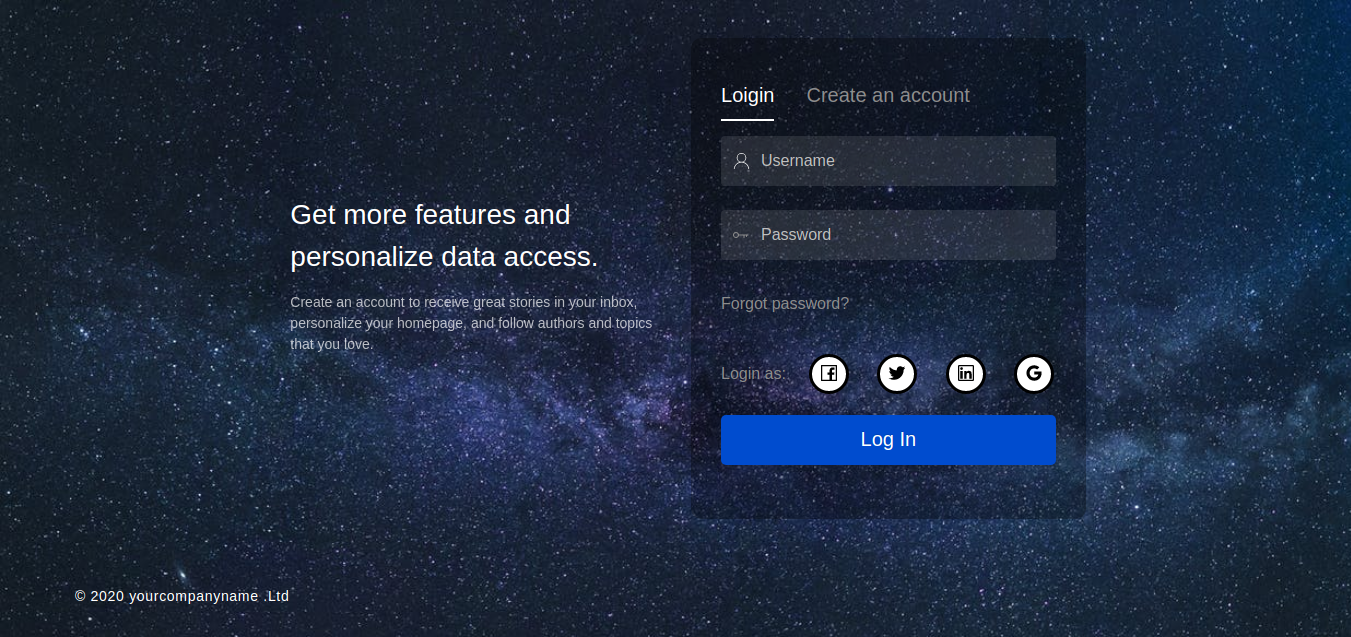 Loigin
Create an account
Username
Get more features and
personalize data access.
Password
Create an account to receive great stories in your inbox,
personalize your homepage, and follow authors and topics
that you love.
Forgot password?
Login as:
Log In
© 2020 yourcompanyname .Ltd